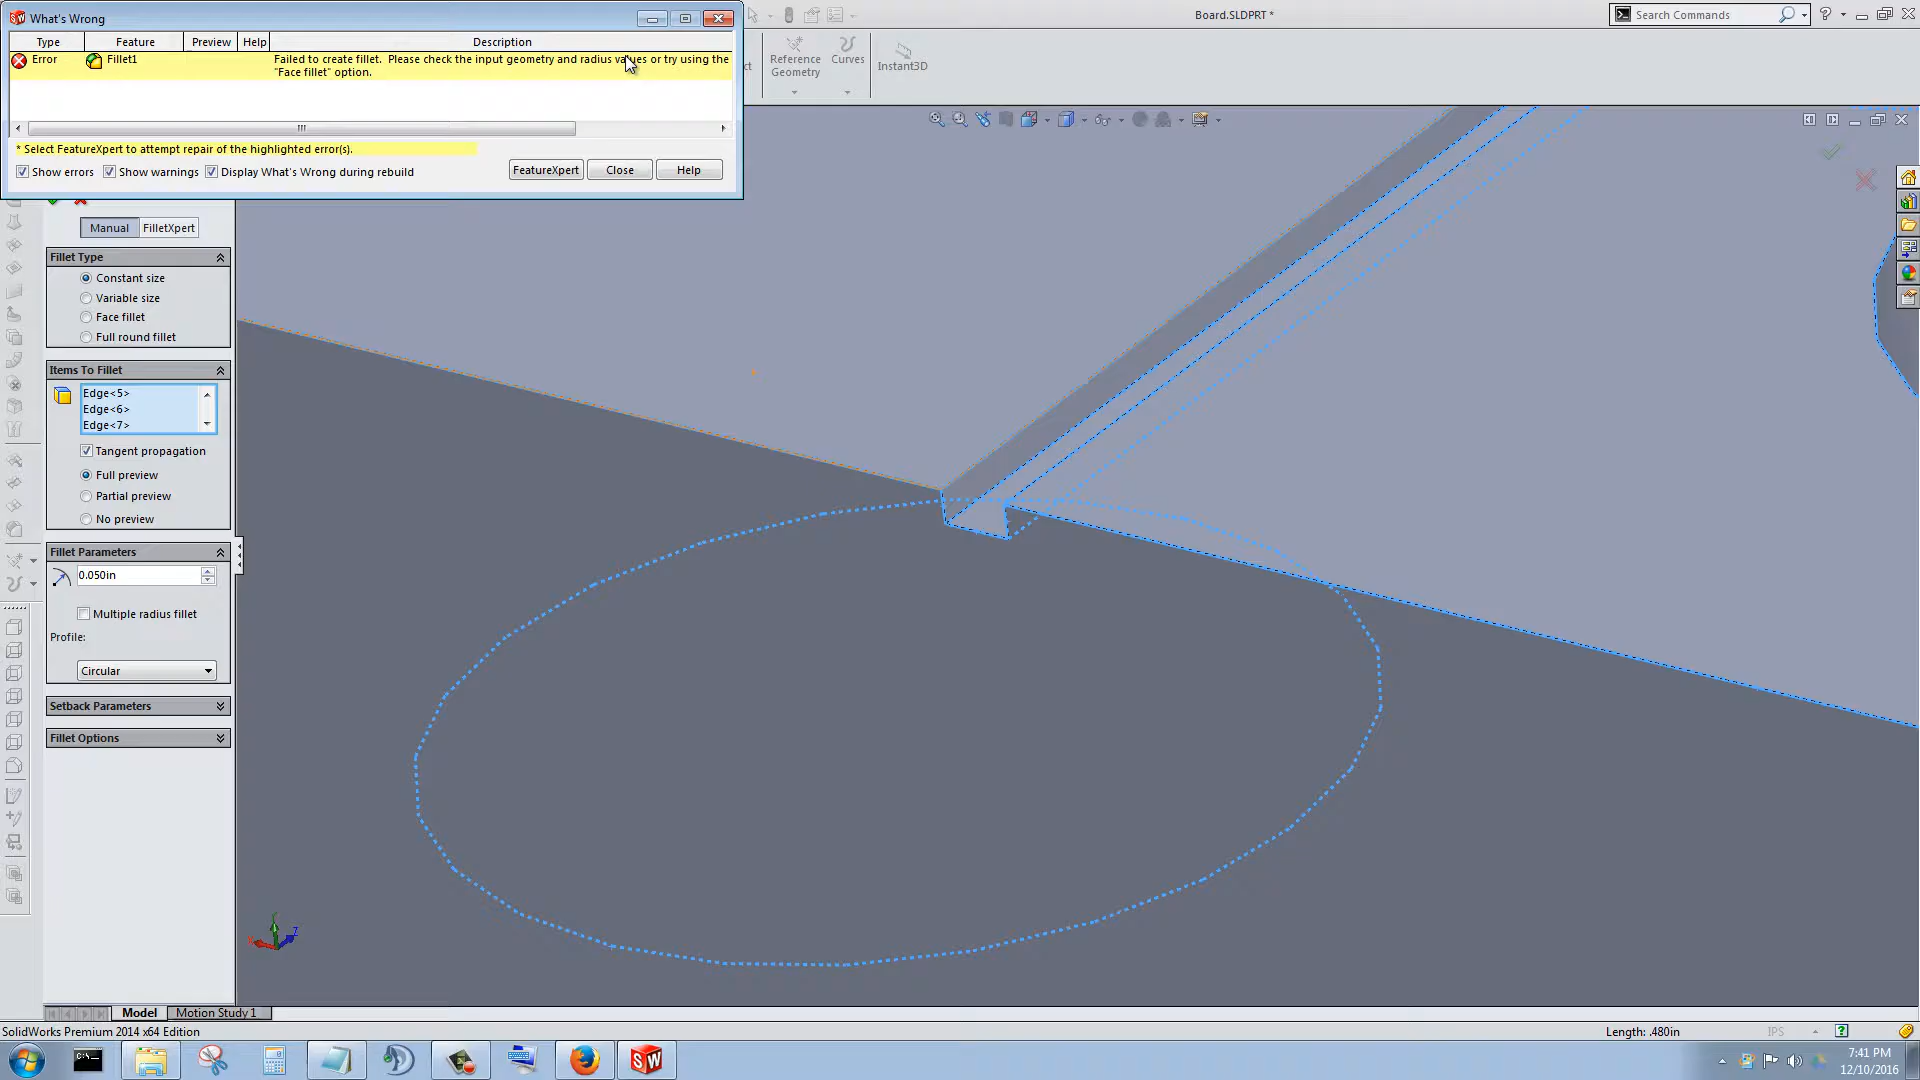 What's Wrong
Board.SLDPRT *
Search Commands
Type
Feature
Preview
Help
Description
Error
Fillet1
Failed to create fillet.  Please check the input geometry and radius values or try using the
"Face fillet" option.
* Select FeatureXpert to attempt repair of the highlighted error(s).
Show errors
Show warnings
Display What's Wrong during rebuild
FeatureXpert
Close
Help
Reference
Geometry
Curves
Instant3D
Manual
FilletXpert
Fillet Type
Constant size
Variable size
Face fillet
Full round fillet
Items To Fillet
Edge<5>
Edge<6>
Edge<7>
Tangent propagation
Full preview
Partial preview
No preview
Fillet Parameters
0.050in
Multiple radius fillet
Profile:
Circular
Setback Parameters
Fillet Options
Model
Motion Study 1
SolidWorks Premium 2014 x64 Edition
Length: .480in
IPS
7:41 PM
12/10/2016